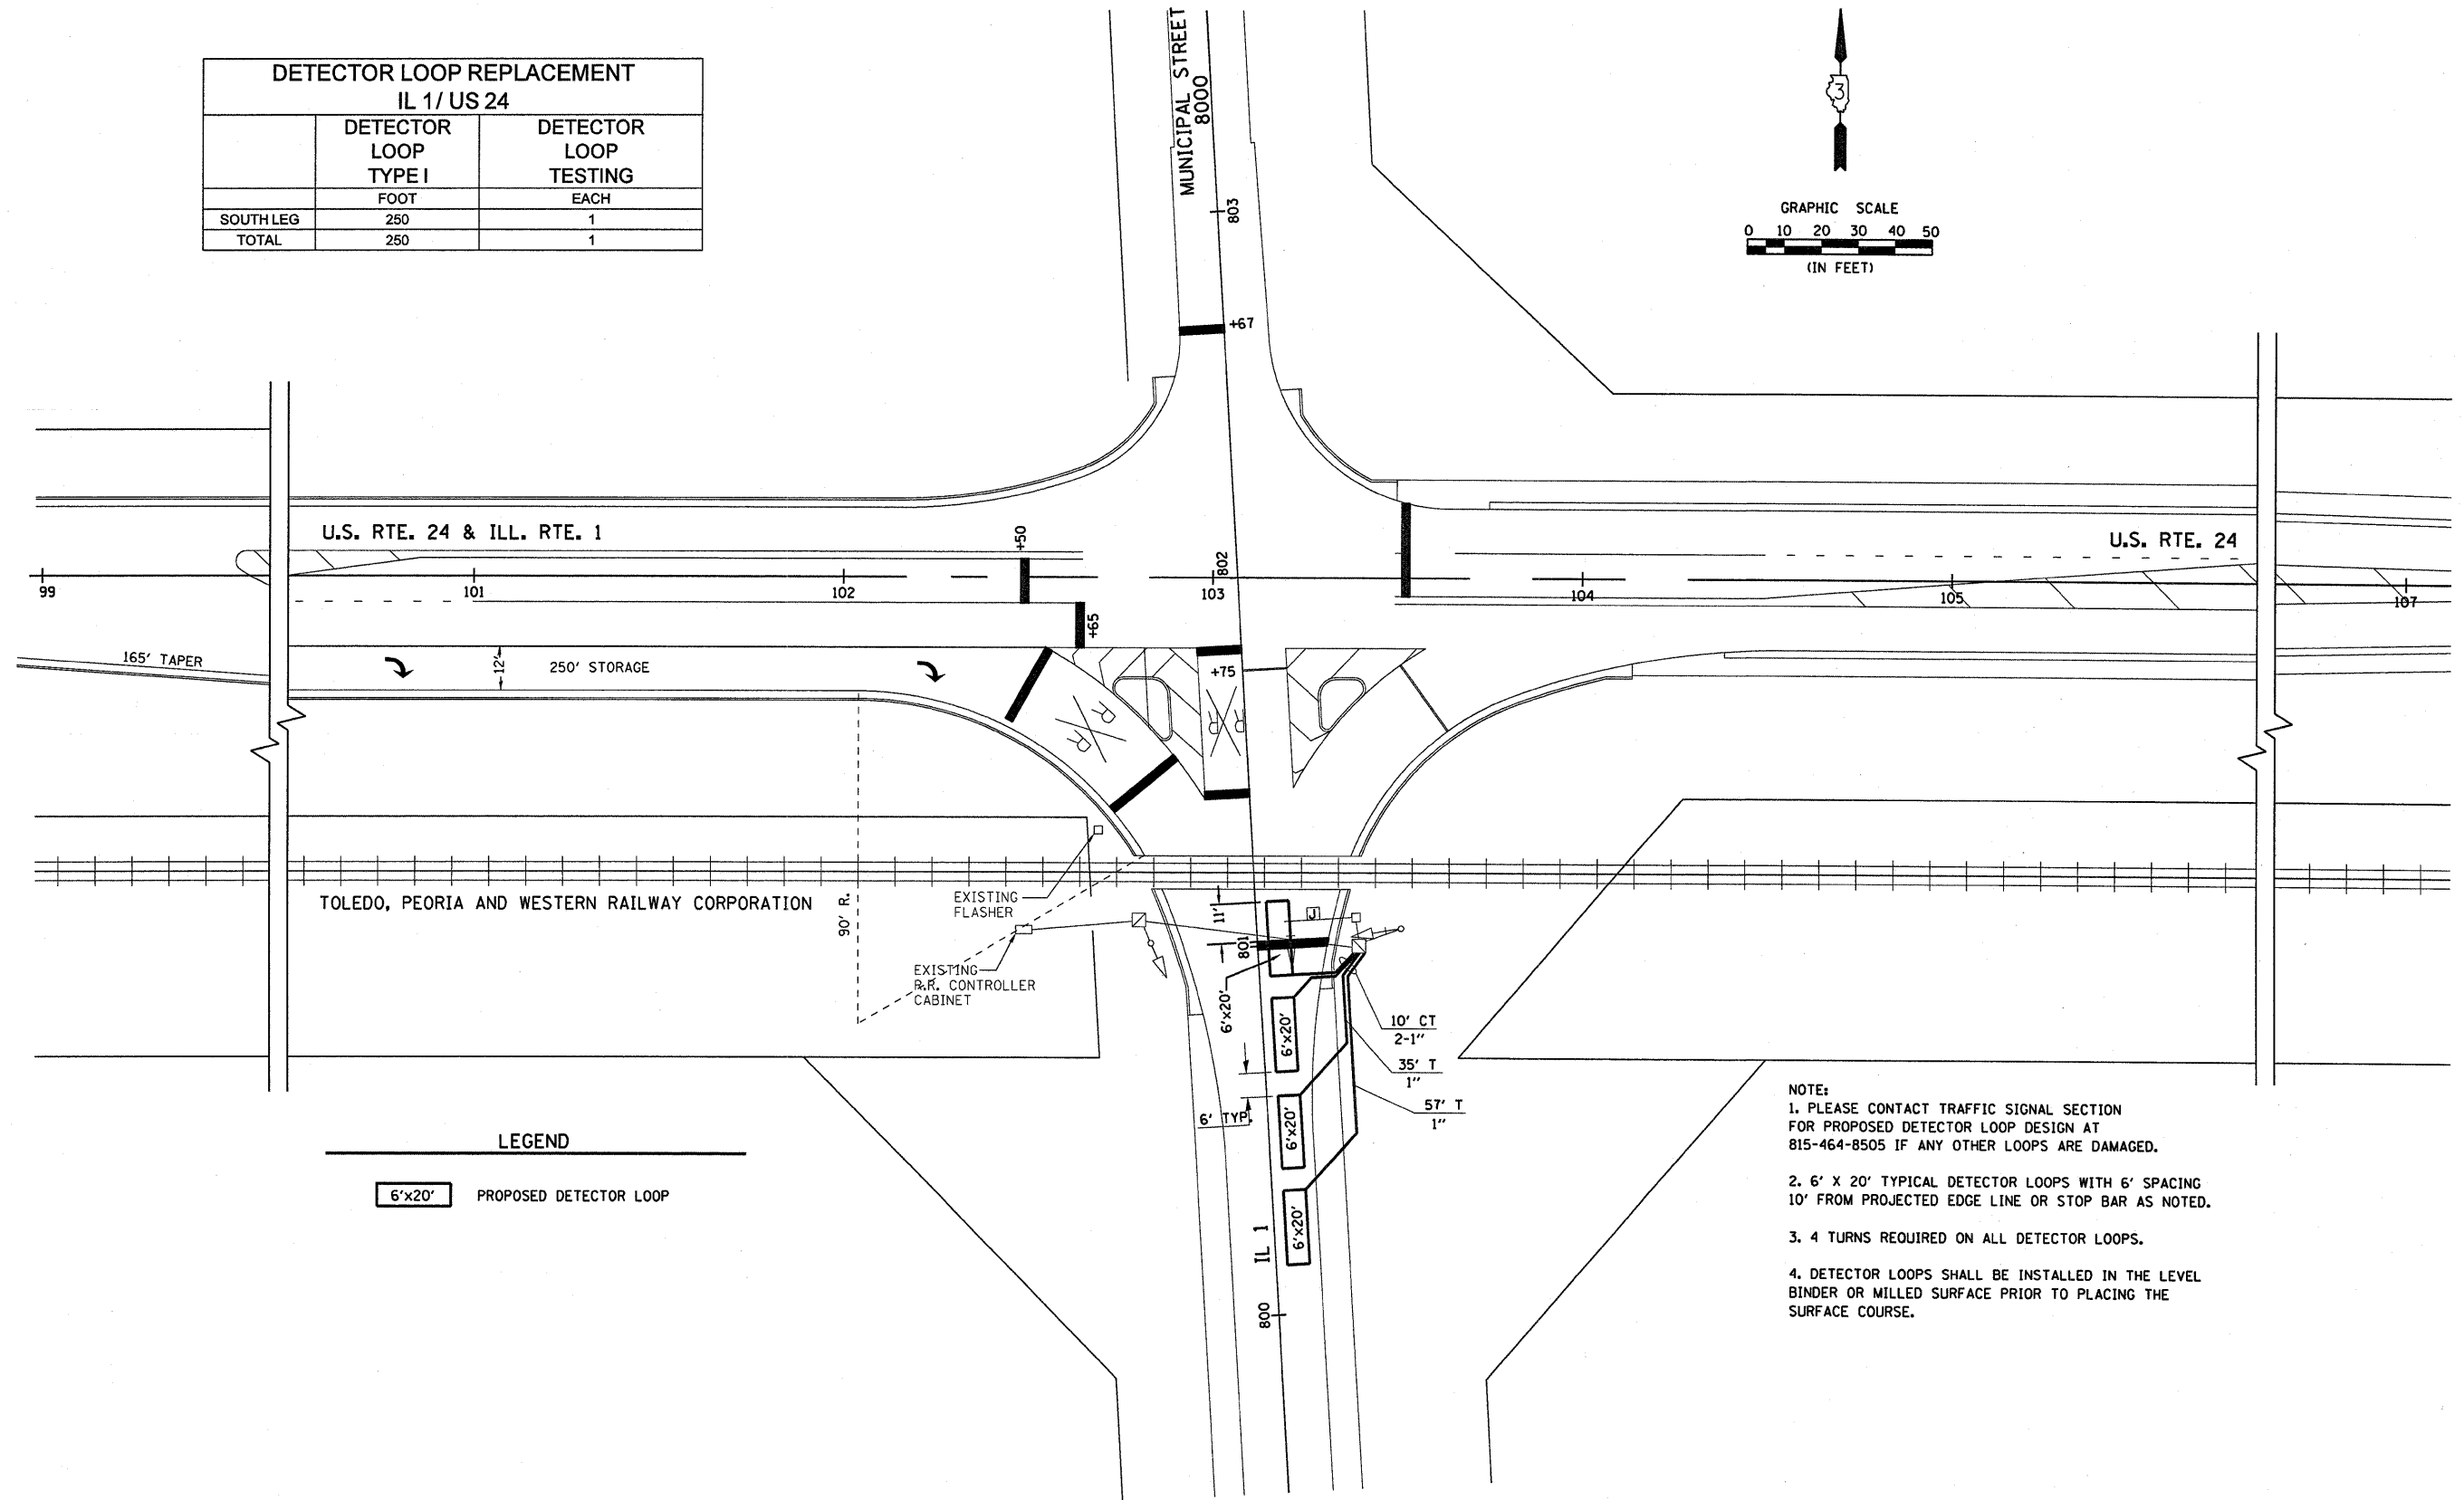 DETECTOR LOOP REPLACEMENT
IL 1/ US 24
DETECTOR LOOP TYPE I
DETECTOR LOOP TESTING
FOOT EACH
SOUTH LEG 250 1
TOTAL 250 1
MUNICIPAL STREET
8000
803
+67
3
GRAPHIC SCALE
0 10 20 30 40 50
(IN FEET)
U.S. RTE. 24 & ILL. RTE. 1
+50
802
U.S. RTE. 24
99 101 102 103 104 105 107
+65
165' TAPER
12'
250' STORAGE
+75
R R
R R
TOLEDO, PEORIA AND WESTERN RAILWAY CORPORATION
90' R.
EXISTING
FLASHER
11'
J
801
EXISTING
R.R. CONTROLLER
CABINET
6'x20'
6'x20'
10' CT
2-1"
35' T
1"
57' T
1"
6' TYP.
6'x20'
6'x20'
IL 1
800
LEGEND
6'x20' PROPOSED DETECTOR LOOP
NOTE:
1. PLEASE CONTACT TRAFFIC SIGNAL SECTION
FOR PROPOSED DETECTOR LOOP DESIGN AT
815-464-8505 IF ANY OTHER LOOPS ARE DAMAGED.
2. 6' X 20' TYPICAL DETECTOR LOOPS WITH 6' SPACING
10' FROM PROJECTED EDGE LINE OR STOP BAR AS NOTED.
3. 4 TURNS REQUIRED ON ALL DETECTOR LOOPS.
4. DETECTOR LOOPS SHALL BE INSTALLED IN THE LEVEL
BINDER OR MILLED SURFACE PRIOR TO PLACING THE
SURFACE COURSE.